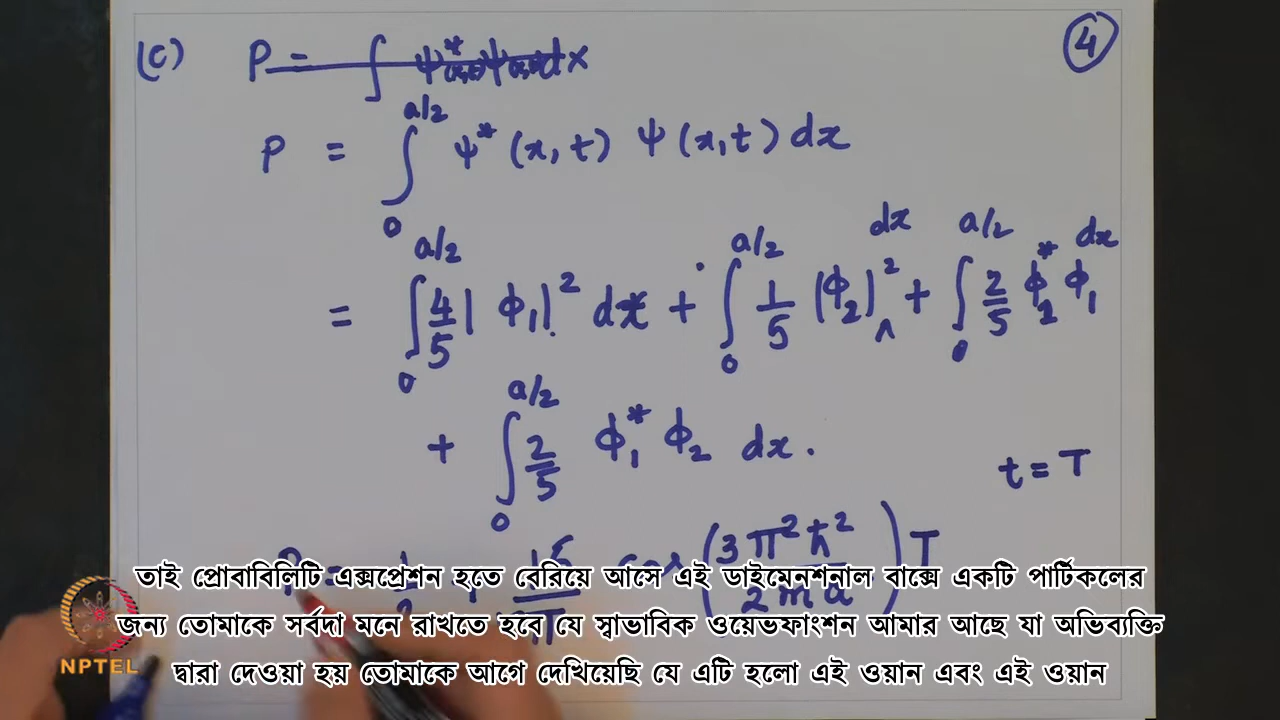 (c) P = ∫ ψ*(x,t) ψ(x,t) dx
④
P = ∫₀^{a/2} ψ* (x, t) ψ (x, t) dx
= ∫₀^{a/2} 4/5 |ϕ₁|² dx + ∫₀^{a/2} 1/5 |ϕ₂|² dx + ∫₀^{a/2} 2/5 ϕ₂* ϕ₁ dx
+ ∫₀^{a/2} 2/5 ϕ₁* ϕ₂ dx.
t = T
তাই প্রোবাবিলিটি এক্সপ্রেশন হতে বেরিয়ে আসে এই ডাইমেনশনাল বাক্সে একটি পার্টিকলের
জন্য তোমাকে সর্বদা মনে রাখতে হবে যে স্বাভাবিক ওয়েভফাংশন আমার আছে যা অভিব্যক্তি
দ্বারা দেওয়া হয় তোমাকে আগে দেখিয়েছি যে এটি হলো এই ওয়ান এবং এই ওয়ান
NPTEL